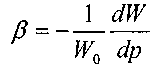 β = - 1/W₀ dW/dp